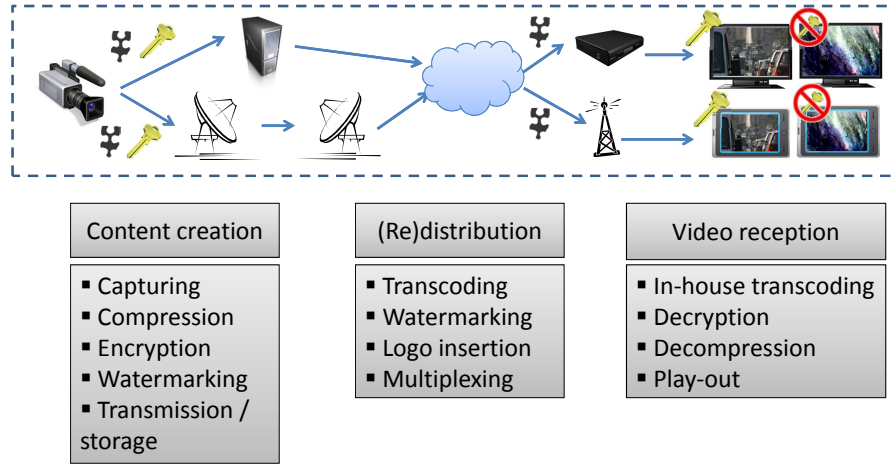 Content creation
▪ Capturing
▪ Compression
▪ Encryption
▪ Watermarking
▪ Transmission /
storage
(Re)distribution
▪ Transcoding
▪ Watermarking
▪ Logo insertion
▪ Multiplexing
Video reception
▪ In-house transcoding
▪ Decryption
▪ Decompression
▪ Play-out